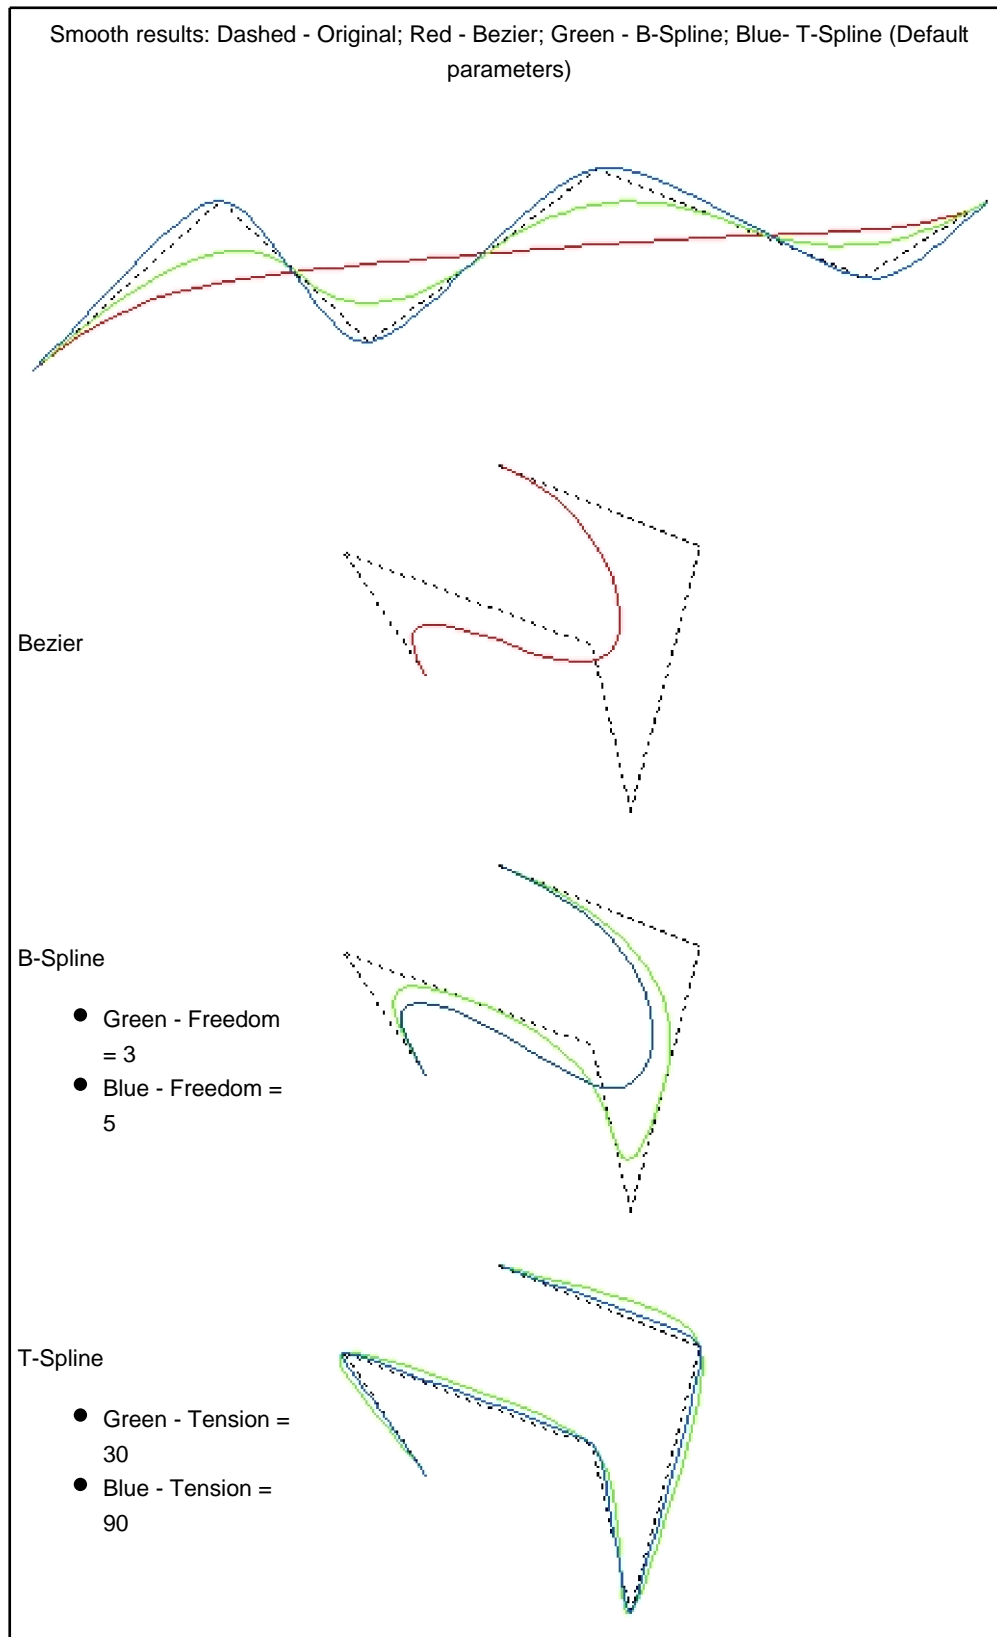 Smooth results: Dashed - Original; Red - Bezier; Green - B-Spline; Blue- T-Spline (Default
parameters)
Bezier
B-Spline
● Green - Freedom
= 3
● Blue - Freedom =
5
T-Spline
● Green - Tension =
30
● Blue - Tension =
90